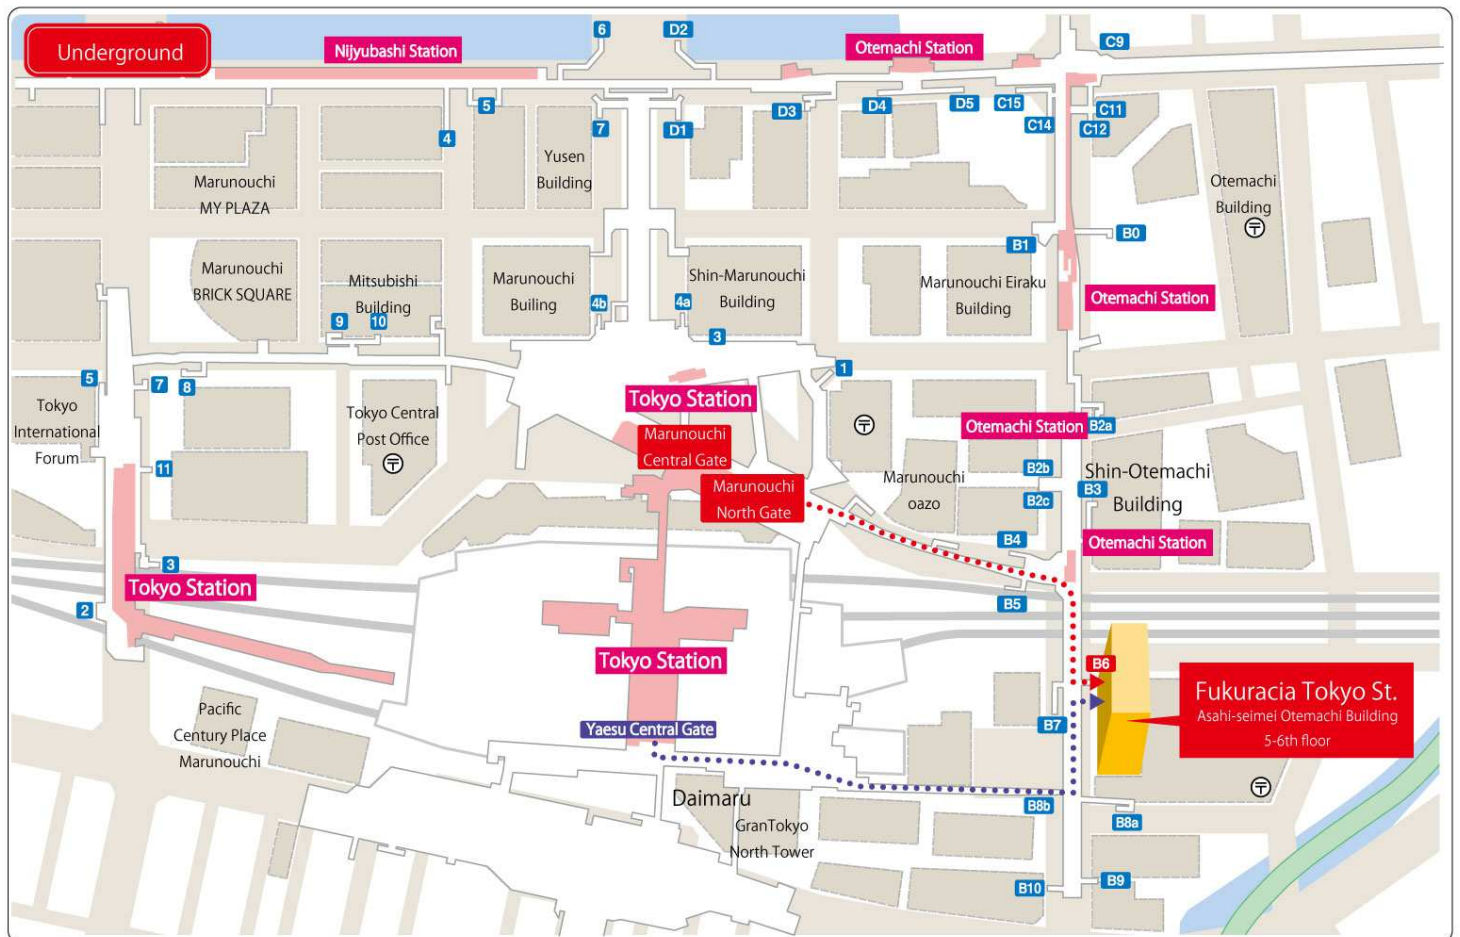 Underground
6
D2
C9
Nijyubashi Station
Otemachi Station
5
D3
D4
D5
C15
C11
4
7
D1
C14
C12
Yusen
Building
Marunouchi
MY PLAZA
Otemachi
Building
〒
B1
B0
Marunouchi
BRICK SQUARE
Mitsubishi
Building
Marunouchi
Builing
Shin-Marunouchi
Building
Marunouchi Eiraku
Building
Otemachi Station
4b
4a
9
10
3
5
7
8
1
Tokyo
International
Forum
Tokyo Central
Post Office
〒
Tokyo Station
Marunouchi
Central Gate
〒
Otemachi Station
B2a
11
Marunouchi
North Gate
Marunouchi
oazo
B2b
B2c
B3
Shin-Otemachi
Building
B4
Otemachi Station
3
Tokyo Station
2
B5
Tokyo Station
B6
Fukuracia Tokyo St.
Asahi-seimei Otemachi Building
5-6th floor
Pacific
Century Place
Marunouchi
Yaesu Central Gate
B7
Daimaru
GranTokyo
North Tower
B8b
B8a
〒
B10
B9